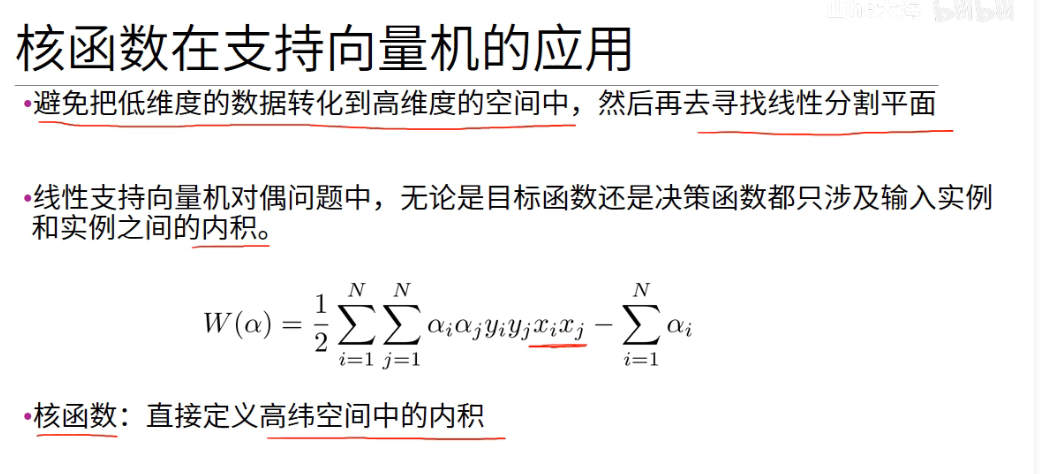 核函数在支持向量机的应用
•避免把低维度的数据转化到高维度的空间中，然后再去寻找线性分割平面
•线性支持向量机对偶问题中，无论是目标函数还是决策函数都只涉及输入实例
和实例之间的内积。
W(α) = \frac{1}{2} \sum_{i=1}^{N} \sum_{j=1}^{N} α_i α_j y_i y_j x_i x_j − \sum_{i=1}^{N} α_i
•核函数：直接定义高纬空间中的内积